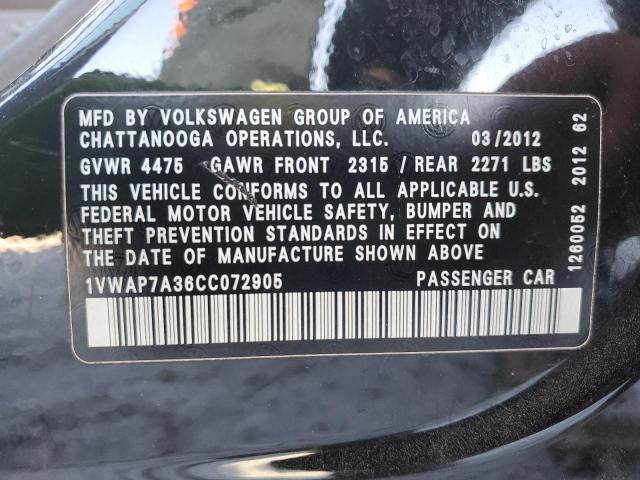 MFD BY VOLKSWAGEN GROUP OF AMERICA
CHATTANOOGA OPERATIONS, LLC. 03/2012
GVWR 4475 GAWR FRONT 2315/REAR 2271 LBS
THIS VEHICLE CONFORMS TO ALL APPLICABLE U.S.
FEDERAL MOTOR VEHICLE SAFETY, BUMPER AND
THEFT PREVENTION STANDARDS IN EFFECT ON
THE DATE OF MANUFACTURE SHOWN ABOVE
1VWAP7A36CC072905 PASSENGER CAR
1260052 2012 62